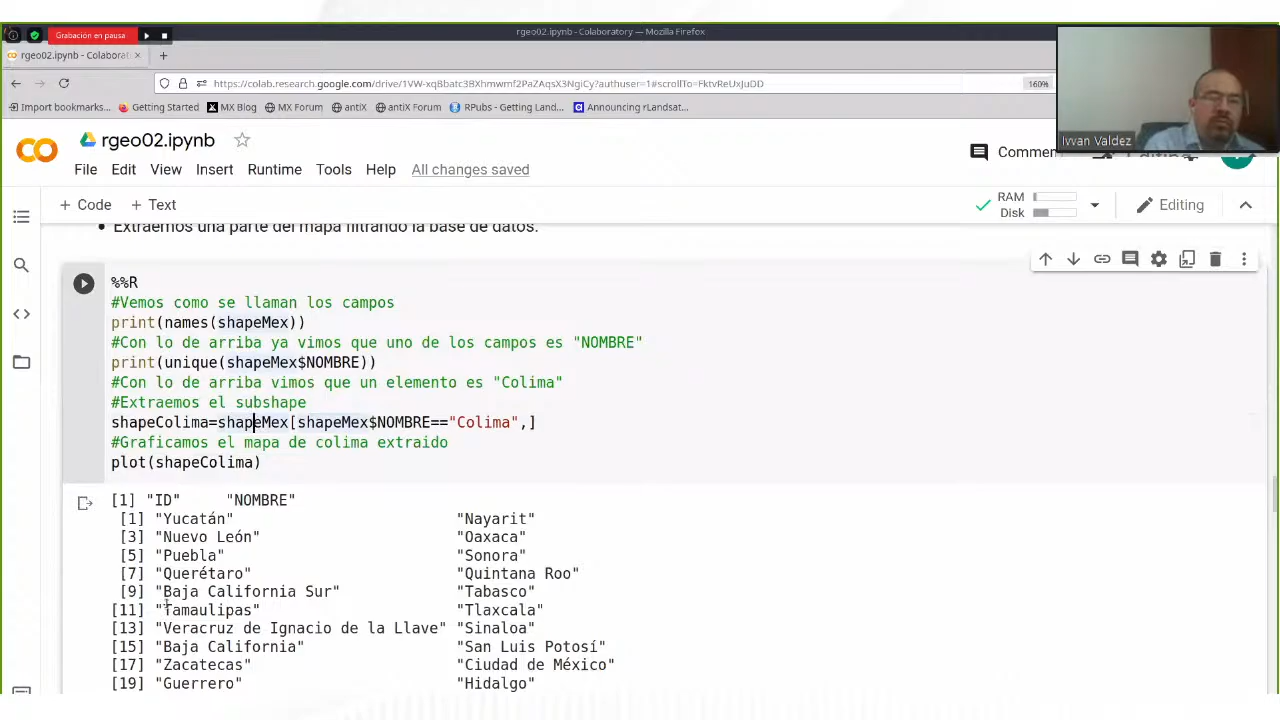 Grabación en pausa
rgeo02.ipynb - Colaboratory — Mozilla Firefox
rgeo02.ipynb - Colaborat
https://colab.research.google.com/drive/1VW-xqBbatc3BXhmwmf2PaZAqsX3NgiCy?authuser=1#scrollTo=FktvReUxJuDD
160%
Import bookmarks... Getting Started MX Blog MX Forum antiX antiX Forum RPubs - Getting Land... Announcing rLandsat...
Ivvan Valdez
rgeo02.ipynb
Commen
File Edit View Insert Runtime Tools Help All changes saved
+ Code + Text
RAM
Disk
Editing
• Extraemos una parte del mapa filtrando la base de datos.
%%R
#Vemos como se llaman los campos
print(names(shapeMex))
#Con lo de arriba ya vimos que uno de los campos es "NOMBRE"
print(unique(shapeMex$NOMBRE))
#Con lo de arriba vimos que un elemento es "Colima"
#Extraemos el subshape
shapeColima=shapeMex[shapeMex$NOMBRE=="Colima",]
#Graficamos el mapa de colima extraido
plot(shapeColima)
[1] "ID" "NOMBRE"
[1] "Yucatán" "Nayarit"
[3] "Nuevo León" "Oaxaca"
[5] "Puebla" "Sonora"
[7] "Querétaro" "Quintana Roo"
[9] "Baja California Sur" "Tabasco"
[11] "Tamaulipas" "Tlaxcala"
[13] "Veracruz de Ignacio de la Llave" "Sinaloa"
[15] "Baja California" "San Luis Potosí"
[17] "Zacatecas" "Ciudad de México"
[19] "Guerrero" "Hidalgo"